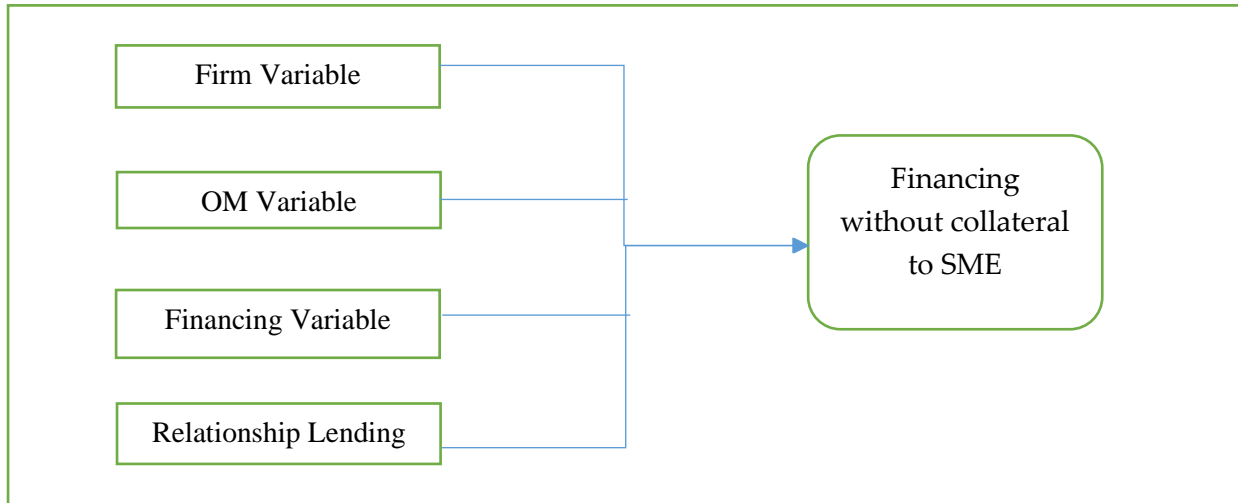 Firm Variable
OM Variable
Financing Variable
Relationship Lending
Financing
without collateral
to SME